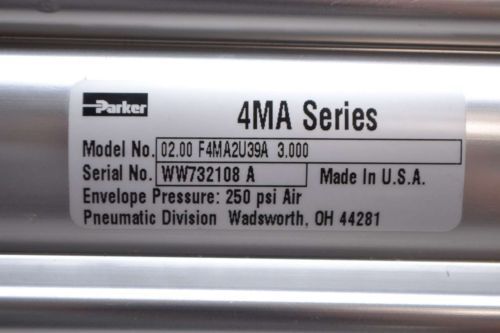 Parker
4MA Series
Model No. 02.00 F4MA2U39A 3.000
Serial No. WW732108 A Made In U.S.A.
Envelope Pressure: 250 psi Air
Pneumatic Division Wadsworth, OH 44281